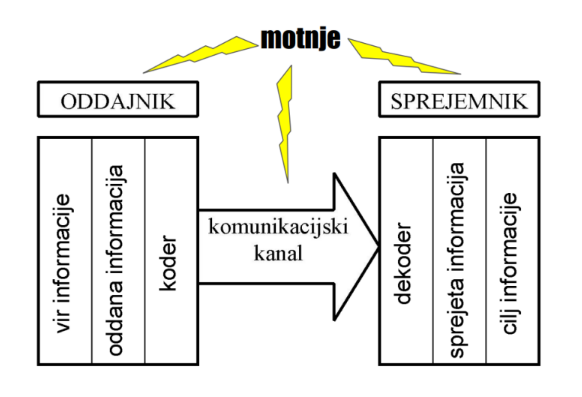 motnje
ODDAJNIK
SPREJEMNIK
vir informacije
oddana informacija
koder
komunikacijski
kanal
dekoder
sprejeta informacija
cilj informacije